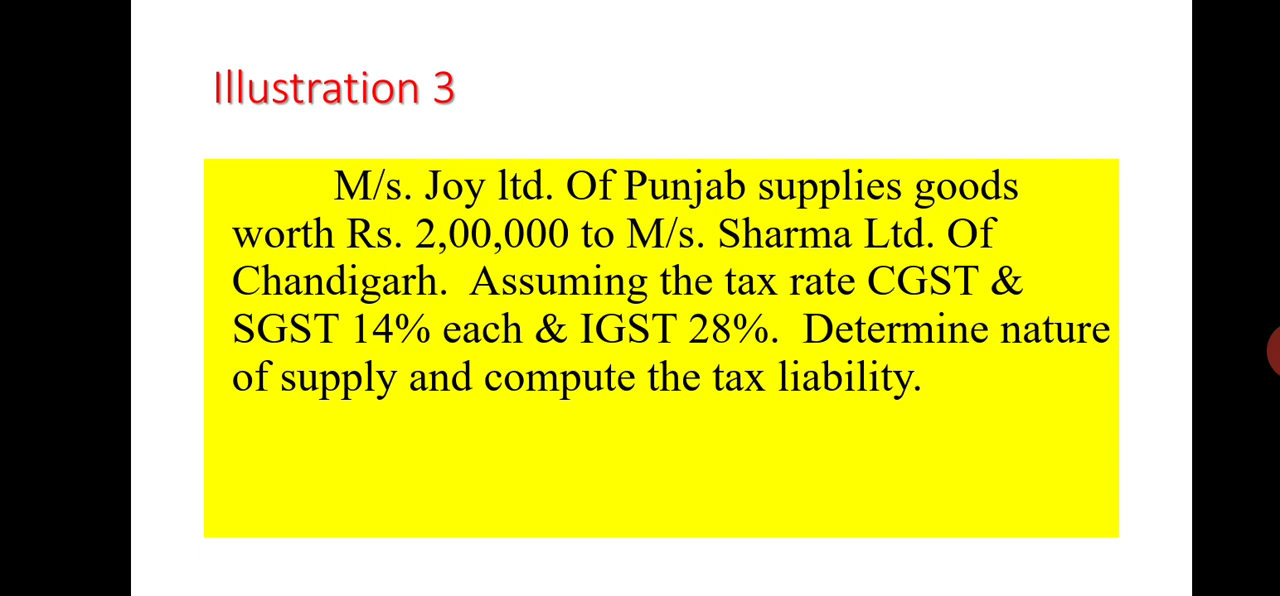 Illustration 3
M/s. Joy ltd. Of Punjab supplies goods
worth Rs. 2,00,000 to M/s. Sharma Ltd. Of
Chandigarh.  Assuming the tax rate CGST &
SGST 14% each & IGST 28%.  Determine nature
of supply and compute the tax liability.